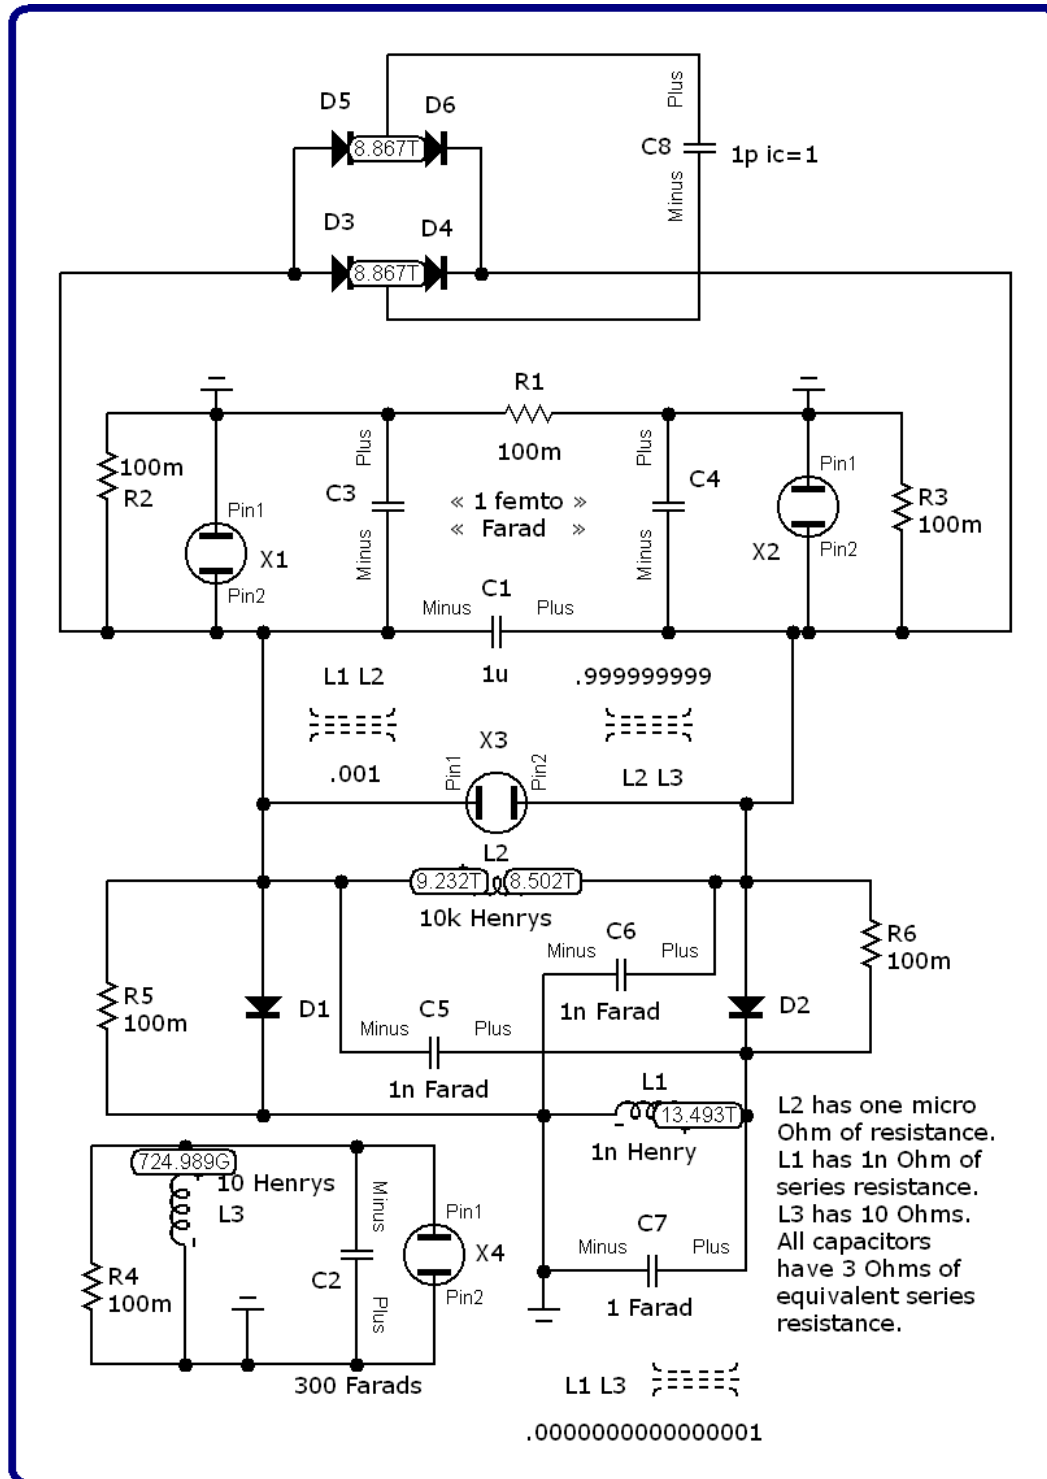 D5
D6
8.867T
Plus
C8
1p ic=1
Minus
D3
D4
8.867T
R1
100m
100m
R2
Pin1
X1
Pin2
Plus
C3
Minus
« 1 femto »
« Farad »
Plus
C4
Minus
Pin1
X2
Pin2
R3
100m
Minus
C1
Plus
1u
L1 L2
.001
.999999999
L2 L3
X3
Pin1
Pin2
L2
9.232T
8.502T
10k Henrys
C6
Minus
Plus
1n Farad
R6
100m
R5
100m
D1
D2
C5
Minus
Plus
1n Farad
L1
13.493T
1n Henry
L2 has one micro
Ohm of resistance.
L1 has 1n Ohm of
series resistance.
L3 has 10 Ohms.
All capacitors
have 3 Ohms of
equivalent series
resistance.
724.989G
10 Henrys
L3
Minus
C2
Plus
Pin1
X4
Pin2
R4
100m
300 Farads
C7
Minus
Plus
1 Farad
L1 L3
.0000000000000001